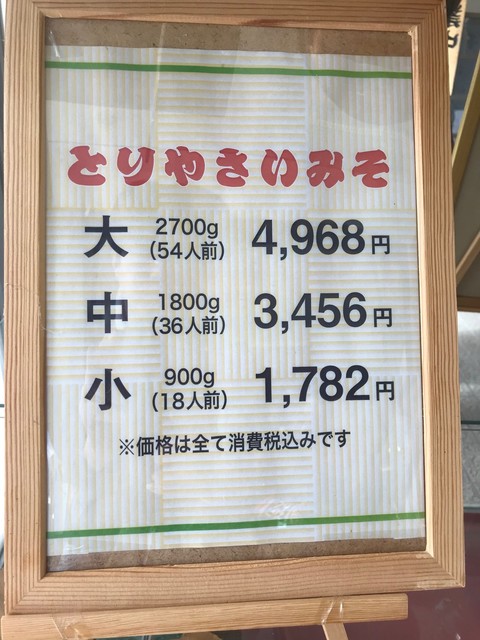 とりやさいみそ
大 2700g (54人前) 4,968円
中 1800g (36人前) 3,456円
小 900g (18人前) 1,782円
※価格は全て消費税込みです